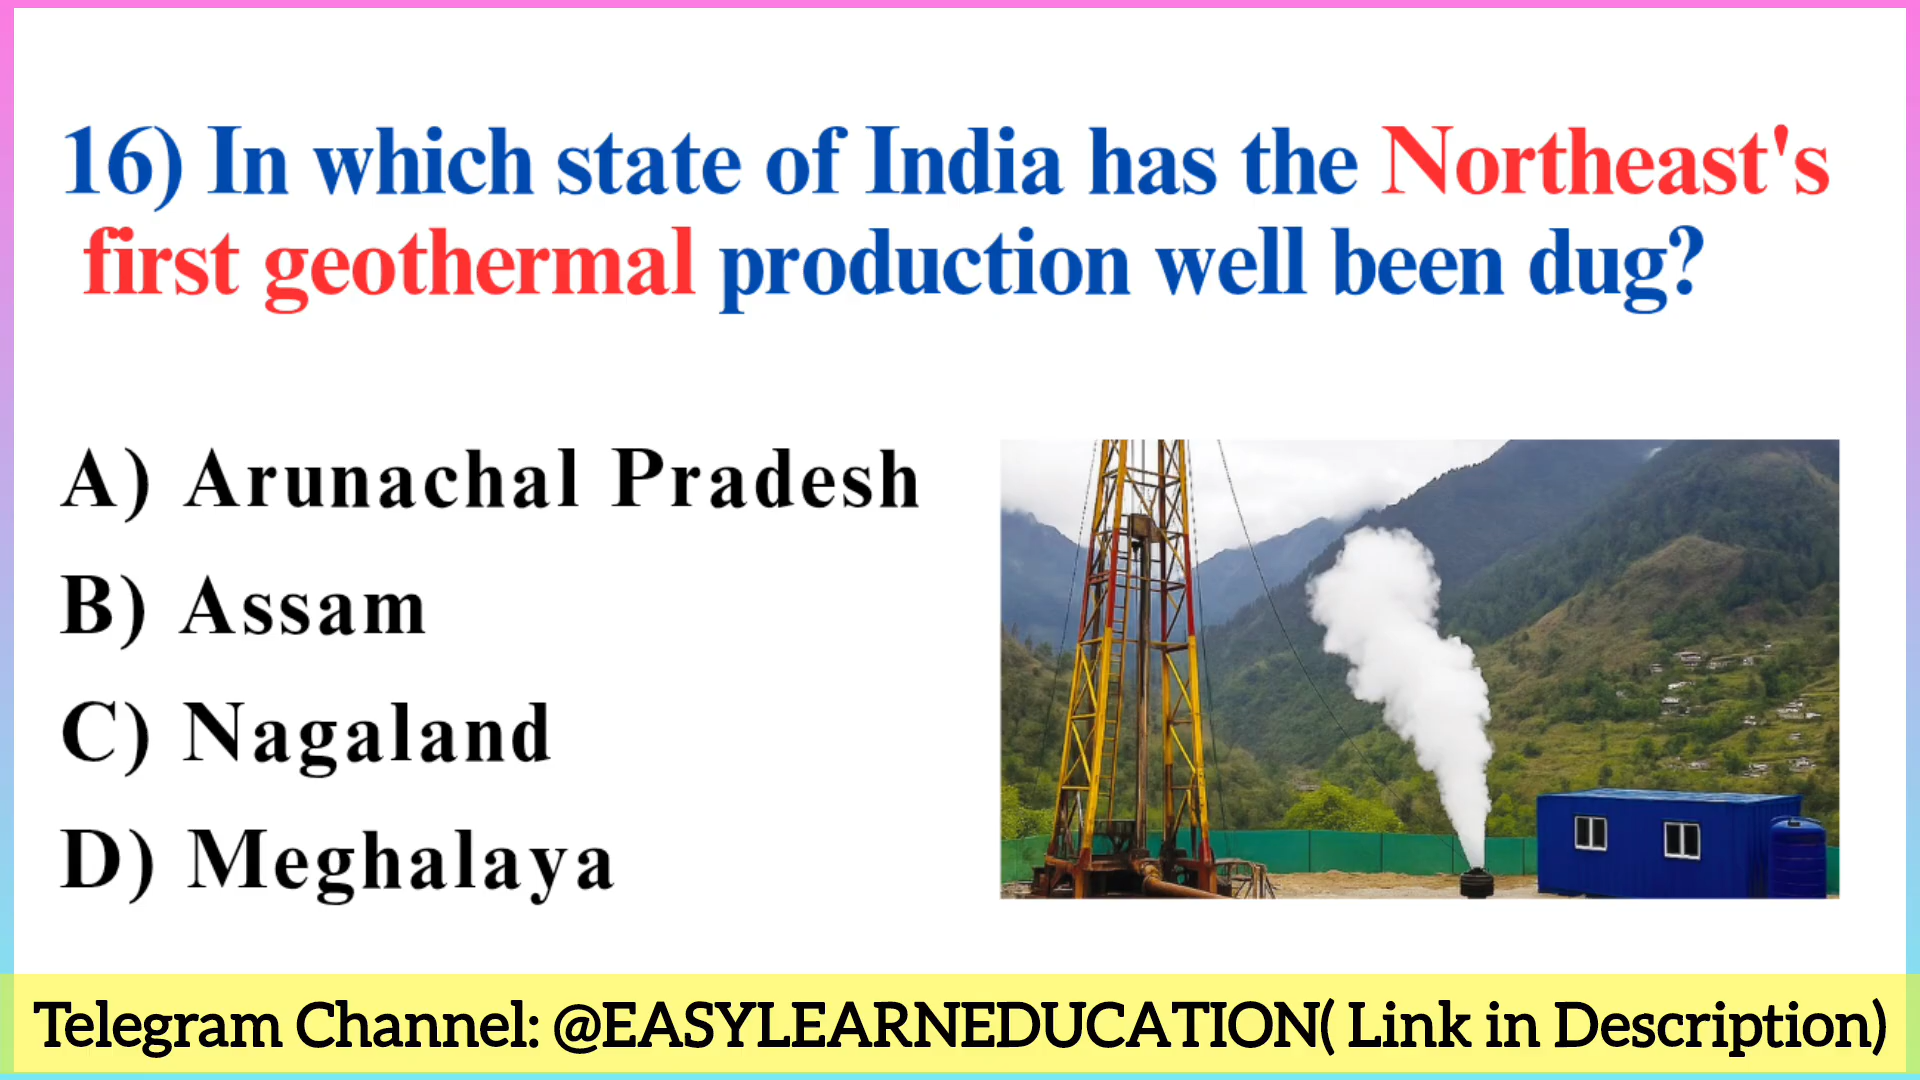 16) In which state of India has the Northeast's
first geothermal production well been dug?
A) Arunachal Pradesh
B) Assam
C) Nagaland
D) Meghalaya
Telegram Channel: @EASYLEARNEDUCATION( Link in Description)